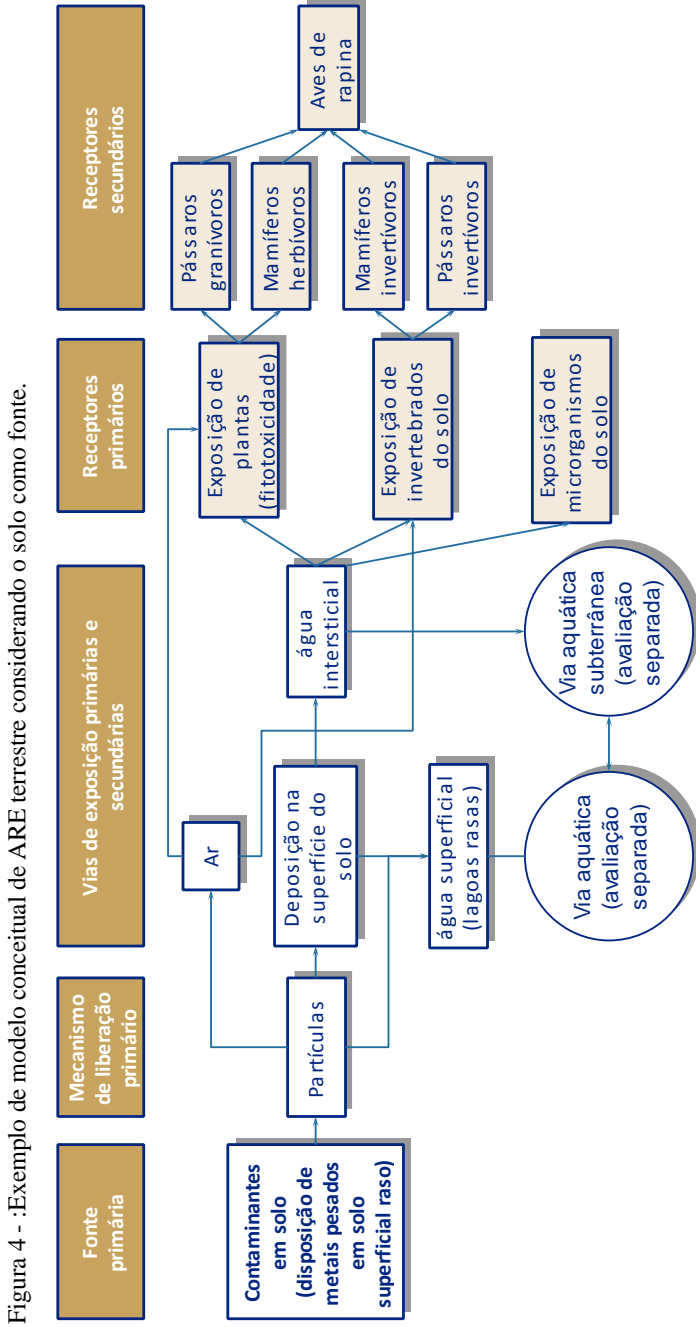 Figura 4 - :Exemplo de modelo conceitual de ARE terrestre considerando o solo como fonte.
Fonte
primária
Mecanismo
de liberação
primário
Vias de exposição primárias e
secundárias
Receptores
primários
Receptores
secundários
Contaminantes
em solo
(disposição de
metais pesados
em solo
superficial raso)
Partículas
Ar
Deposição na
superfície do
solo
água superficial
(lagoas rasas)
água
intersticial
Via aquática
(avaliação
separada)
Via aquática
subterrânea
(avaliação
separada)
Exposição de
plantas
(fitotoxicidade)
Exposição de
invertebrados
do solo
Exposição de
microrganismos
do solo
Pássaros
granívoros
Mamíferos
herbívoros
Mamíferos
invertívoros
Pássaros
invertívoros
Aves de
rapina